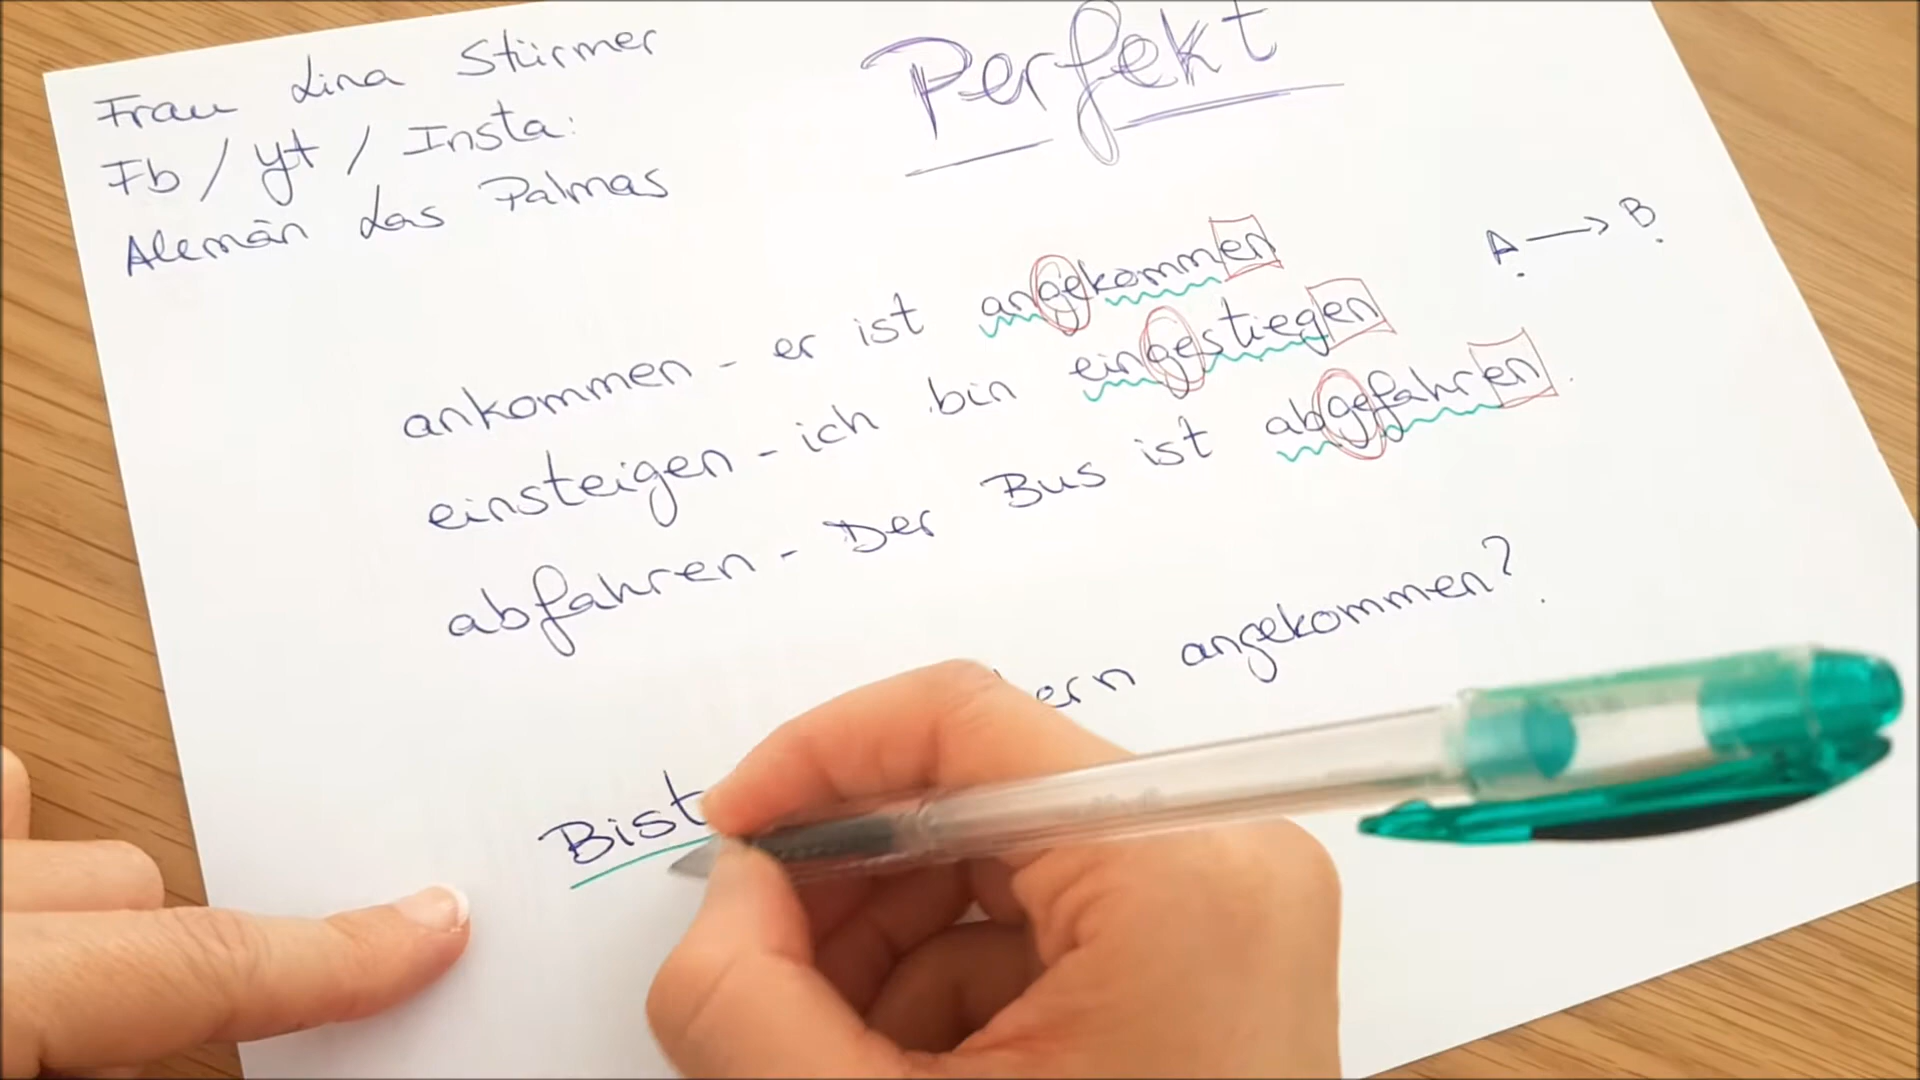 Frau Lina Stürmer
Fb / yt / Insta:
Alemán Las Palmas
Perfekt
A → B
ankommen - er ist angekommen
einsteigen - ich bin eingestiegen
abfahren - Der Bus ist abgefahren.
Bist angekommen?